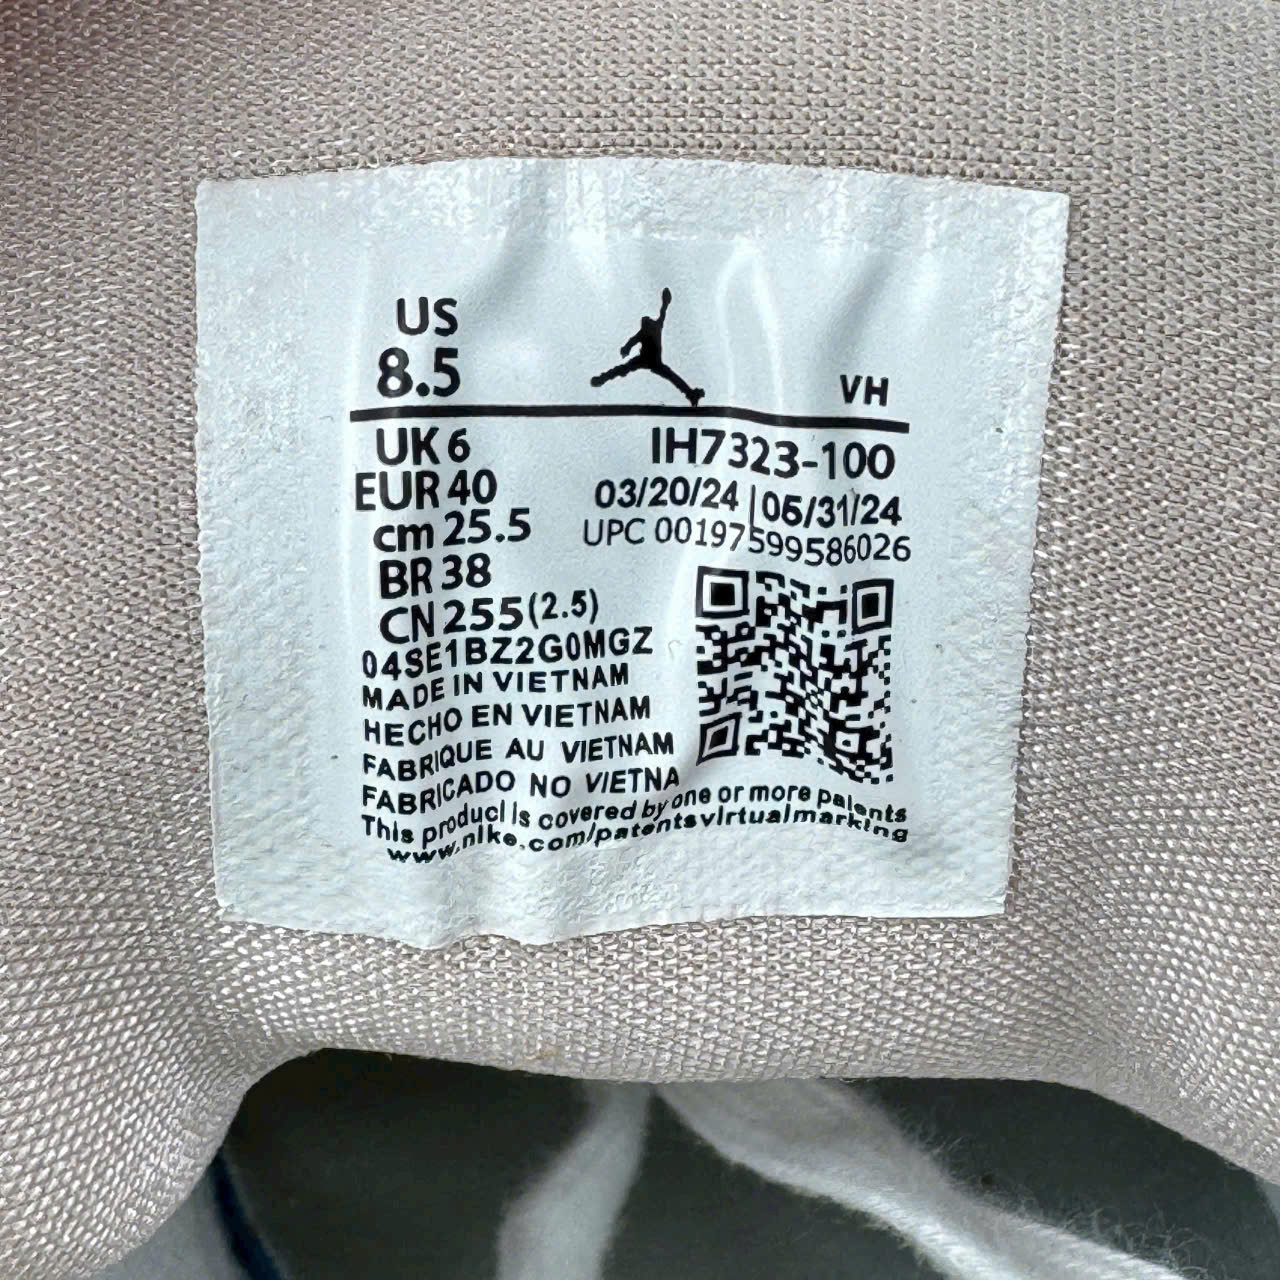 US
8.5
VH
UK 6
EUR 40
cm 25.5
BR 38
CN 255 (2.5)
IH7323-100
03/20/24 | 06/31/24
UPC 00197599586026
04SE1BZ2G0MGZ
MADE IN VIETNAM
HECHO EN VIETNAM
FABRIQUE AU VIETNAM
FABRICADO NO VIETNA
This product is covered by one or more patents
www.nike.com/patentsvirtualmarking